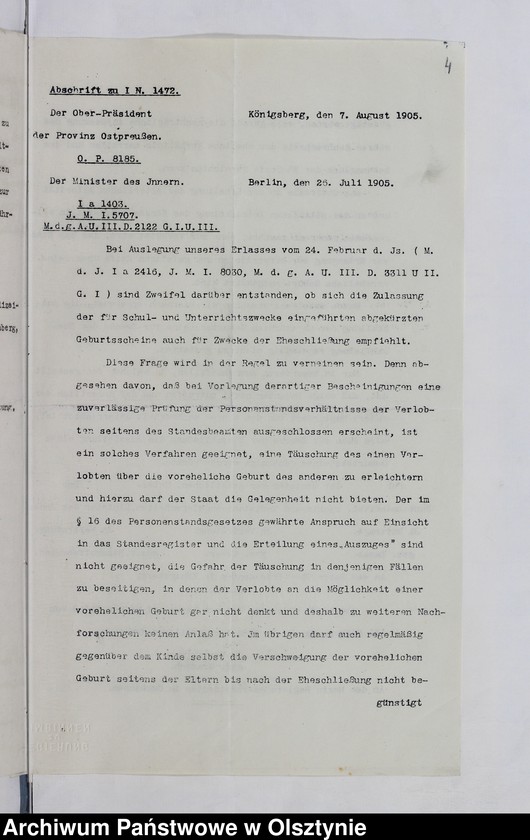 4
Abschrift zu I N. 1472.
Der Ober-Präsident Königsberg, den 7. August 1905.
der Provinz Ostpreußen.
O. P. 8185.
Der Minister des Jnnern. Berlin, den 26. Juli 1905.
I a 1403.
J. M. I.5707.
M.d.g.A.U.III.D.2122 G.I.U.III.
Bei Auslegung unseres Erlasses vom 24. Februar d. Js. ( M.
d. J. I a 2416, J. M. I. 8030, M. d. g. A. U. III. D. 3311 U II.
G. I ) sind Zweifel darüber entstanden, ob sich die Zulassung
der für Schul- und Unterrichtszwecke eingeführten abgekürzten
Geburtsscheine auch für Zwecke der Eheschließung empfiehlt.
Diese Frage wird in der Regel zu verneinen sein. Denn ab-
gesehen davon, daß bei Vorlegung derartiger Bescheinigungen eine
zuverlässige Prüfung der Personenstandsverhältnisse der Verlob-
ten seitens des Standesbeamten ausgeschlossen erscheint, ist
ein solches Verfahren geeignet, eine Täuschung des einen Ver-
lobten über die voreheliche Geburt des anderen zu erleichtern
und hierzu darf der Staat die Gelegenheit nicht bieten. Der im
§ 16 des Personenstandsgesetzes gewährte Anspruch auf Einsicht
in das Standesregister und die Erteilung eines „Auszuges" sind
nicht geeignet, die Gefahr der Täuschung in denjenigen Fällen
zu beseitigen, in denen der Verlobte an die Möglichkeit einer
vorehelichen Geburt gar nicht denkt und deshalb zu weiteren Nach-
forschungen keinen Anlaß hat. Jm übrigen darf auch regelmäßig
gegenüber dem Kinde selbst die Verschweigung der vorehelichen
Geburt seitens der Eltern bis nach der Eheschließung nicht be-
günstigt
Archiwum Państwowe w Olsztynie